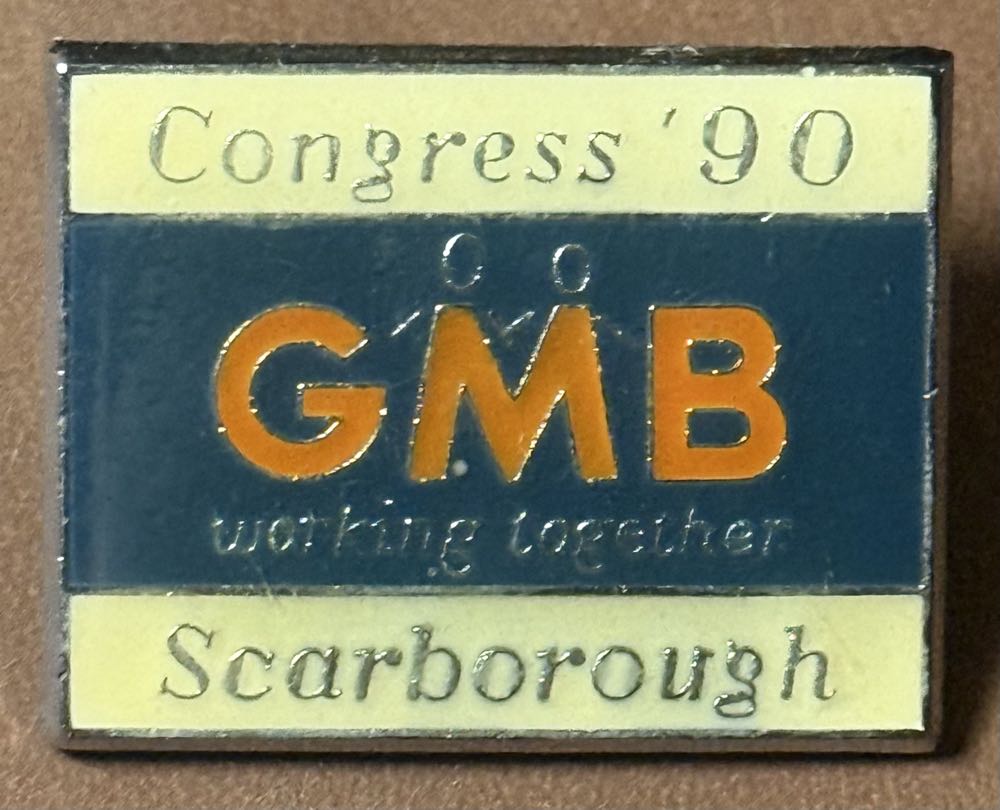 Congress '90
GMB
working together
Scarborough